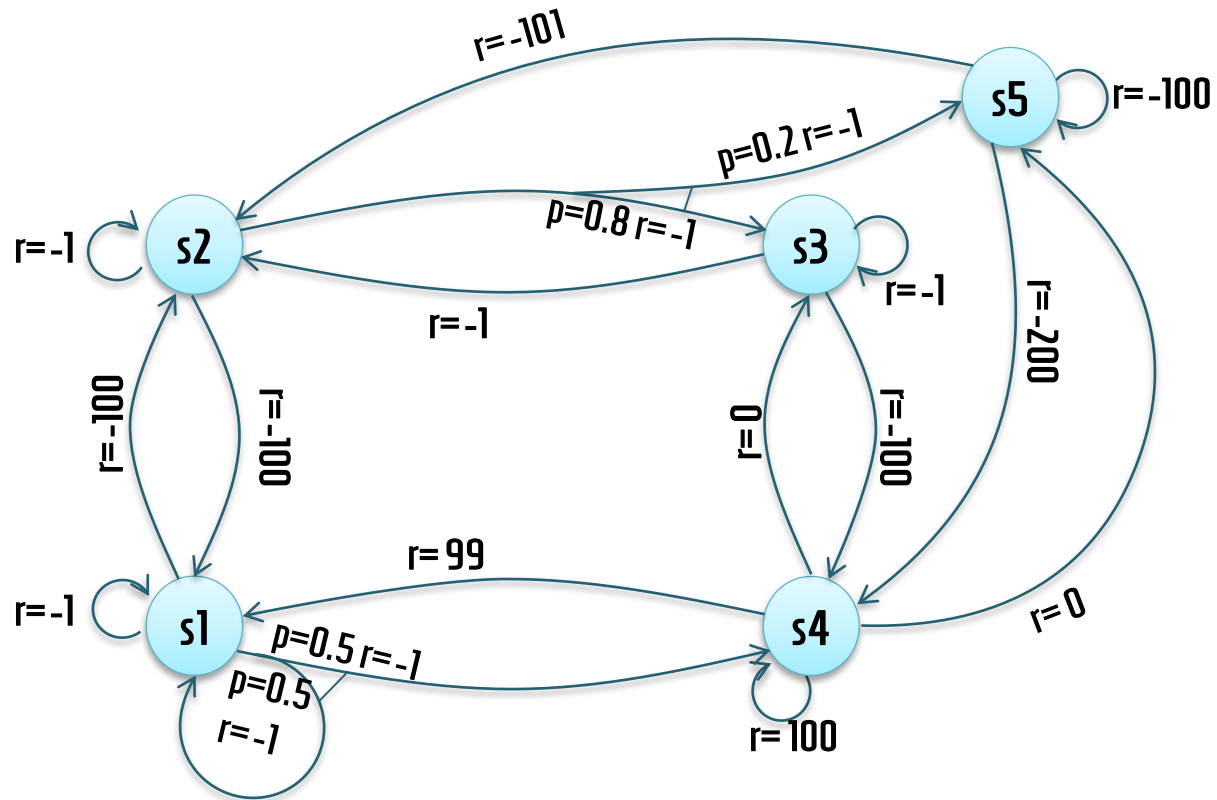 r= -101
s5
r= -100
p=0.2 r= -1
p=0.8 r= -1
s2
r= -1
s3
r= -1
r= -1
r= -200
r= -100
r= -100
r= 0
r= -100
r= 99
r= 0
s1
r= -1
s4
p=0.5 r= -1
p=0.5
r= -1
r= 100